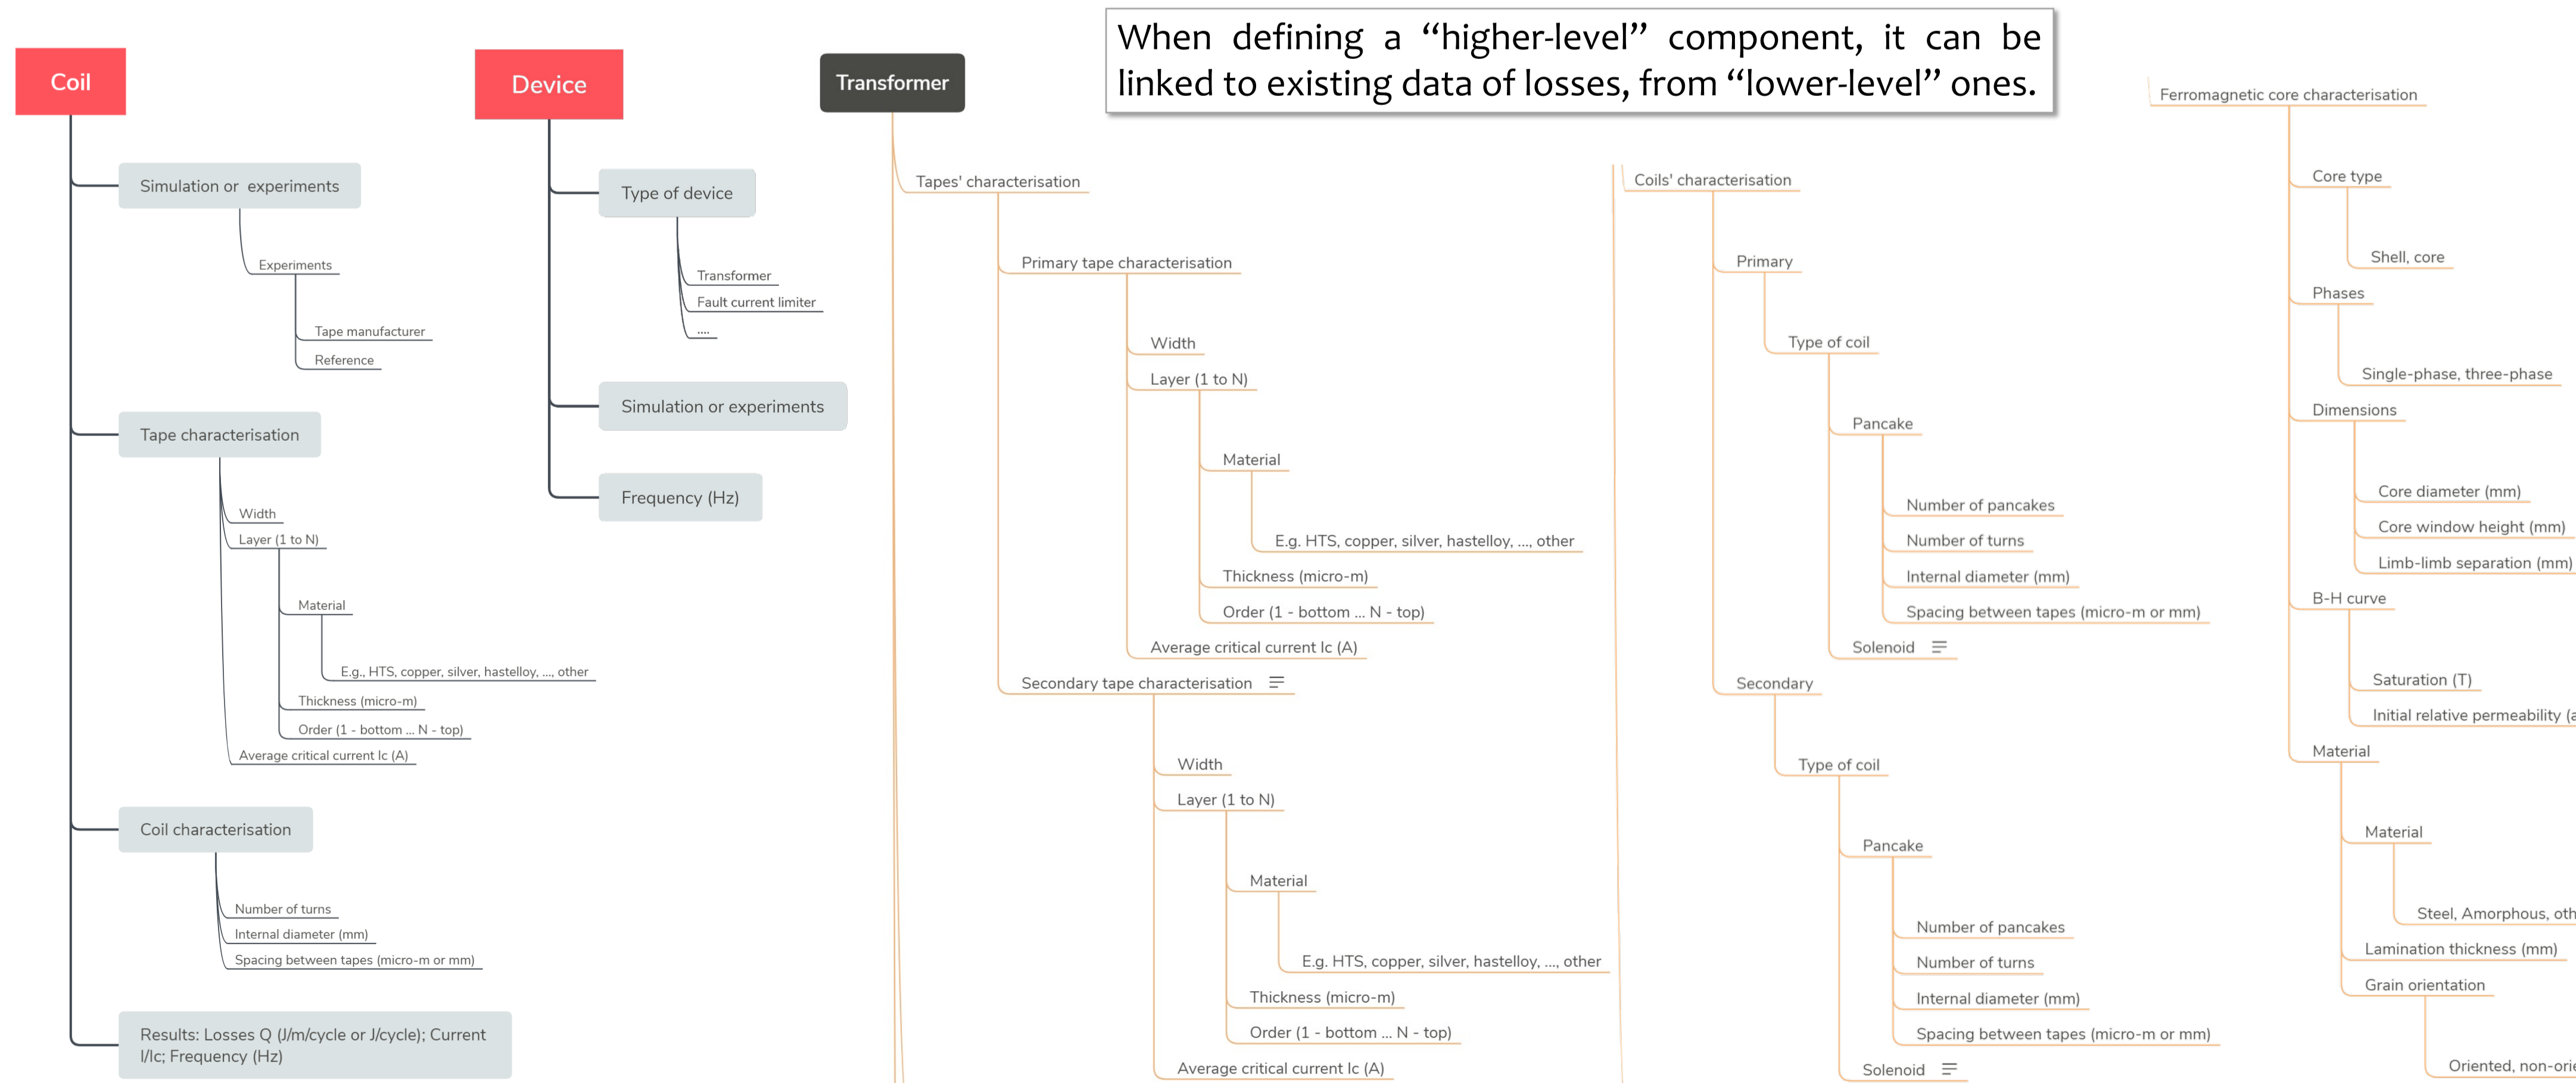 When defining a “higher-level” component, it can be
linked to existing data of losses, from “lower-level” ones.
Coil
Simulation or experiments
Experiments
Tape manufacturer
Reference
Tape characterisation
Width
Layer (1 to N)
Material
E.g., HTS, copper, silver, hastelloy, ..., other
Thickness (micro-m)
Order (1 - bottom ... N - top)
Average critical current Ic (A)
Coil characterisation
Number of turns
Internal diameter (mm)
Spacing between tapes (micro-m or mm)
Results: Losses Q (J/m/cycle or J/cycle); Current
I/Ic; Frequency (Hz)
Device
Type of device
Transformer
Fault current limiter
....
Simulation or experiments
Frequency (Hz)
Transformer
Tapes' characterisation
Primary tape characterisation
Width
Layer (1 to N)
Material
E.g. HTS, copper, silver, hastelloy, ..., other
Thickness (micro-m)
Order (1 - bottom ... N - top)
Average critical current Ic (A)
Secondary tape characterisation
Width
Layer (1 to N)
Material
E.g. HTS, copper, silver, hastelloy, ..., other
Thickness (micro-m)
Order (1 - bottom ... N - top)
Average critical current Ic (A)
Coils' characterisation
Primary
Type of coil
Pancake
Number of pancakes
Number of turns
Internal diameter (mm)
Spacing between tapes (micro-m or mm)
Solenoid
Secondary
Type of coil
Pancake
Number of pancakes
Number of turns
Internal diameter (mm)
Spacing between tapes (micro-m or mm)
Solenoid
Ferromagnetic core characterisation
Core type
Shell, core
Phases
Single-phase, three-phase
Dimensions
Core diameter (mm)
Core window height (mm)
Limb-limb separation (mm)
B-H curve
Saturation (T)
Initial relative permeability
Material
Material
Steel, Amorphous,
Lamination thickness (mm)
Grain orientation
Oriented,